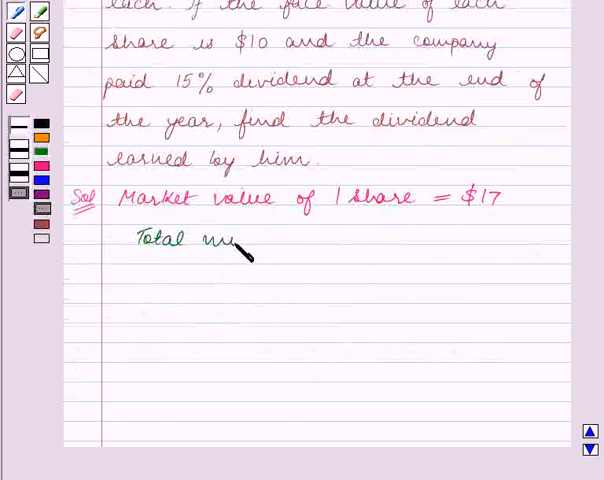 each. If the face value of each
share is $10 and the company
paid 15% dividend at the end of
the year, find the dividend
earned by him.
Sol Market value of 1 share = $17
Total nu